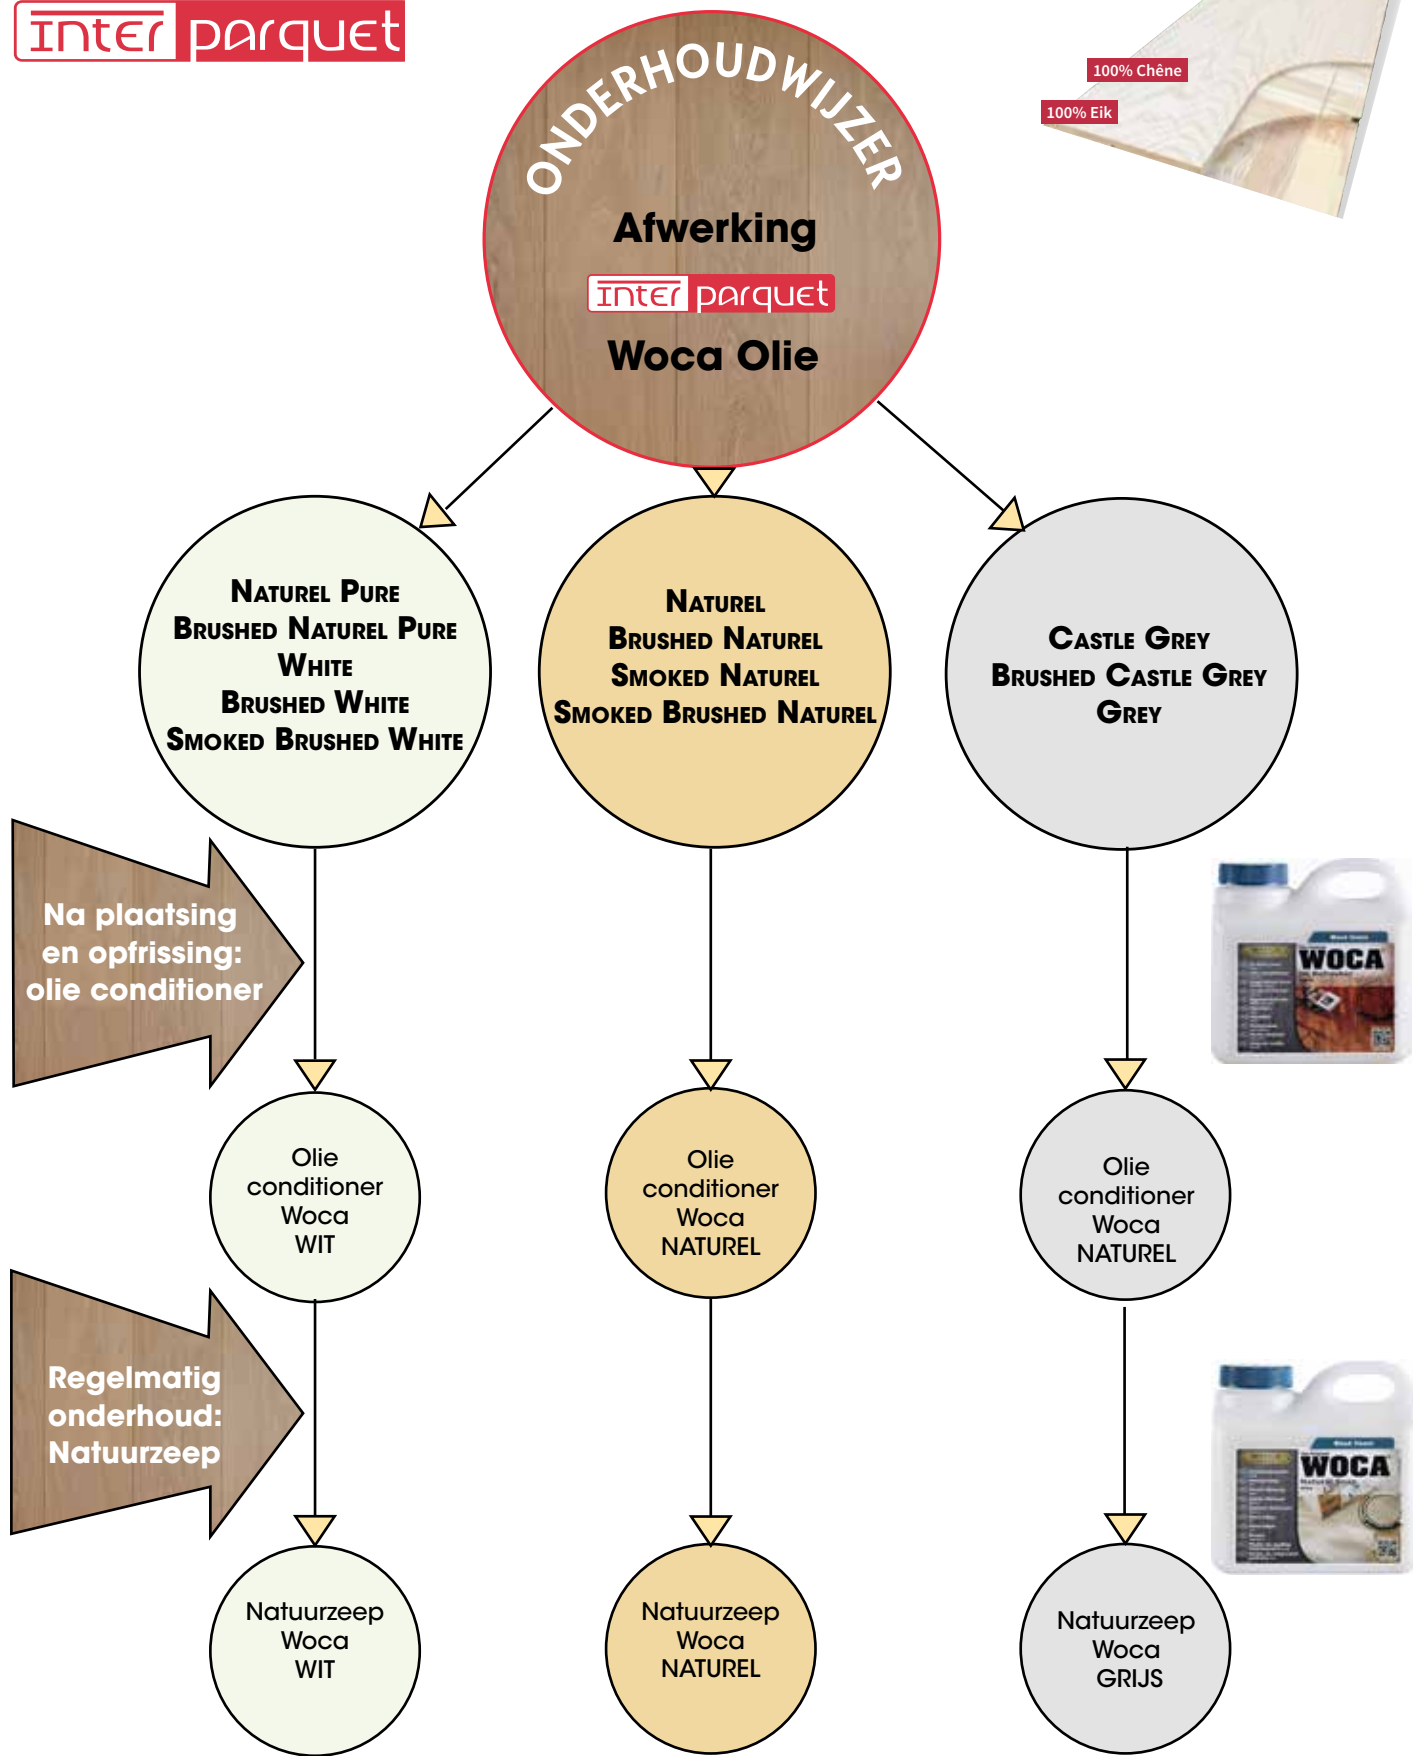 Inter parquet
100% Chêne
100% Eik
ONDERHOUDWIJZER
Afwerking
Inter parquet
Woca Olie
NATUREL PURE
BRUSHED NATUREL PURE
WHITE
BRUSHED WHITE
SMOKED BRUSHED WHITE
NATUREL
BRUSHED NATUREL
SMOKED NATUREL
SMOKED BRUSHED NATUREL
CASTLE GREY
BRUSHED CASTLE GREY
GREY
Na plaatsing
en opfrissing:
olie conditioner
WOCA
Olie
conditioner
Woca
WIT
Olie
conditioner
Woca
NATUREL
Olie
conditioner
Woca
NATUREL
Regelmatig
onderhoud:
Natuurzeep
WOCA
Natuurzeep
Woca
WIT
Natuurzeep
Woca
NATUREL
Natuurzeep
Woca
GRIJS